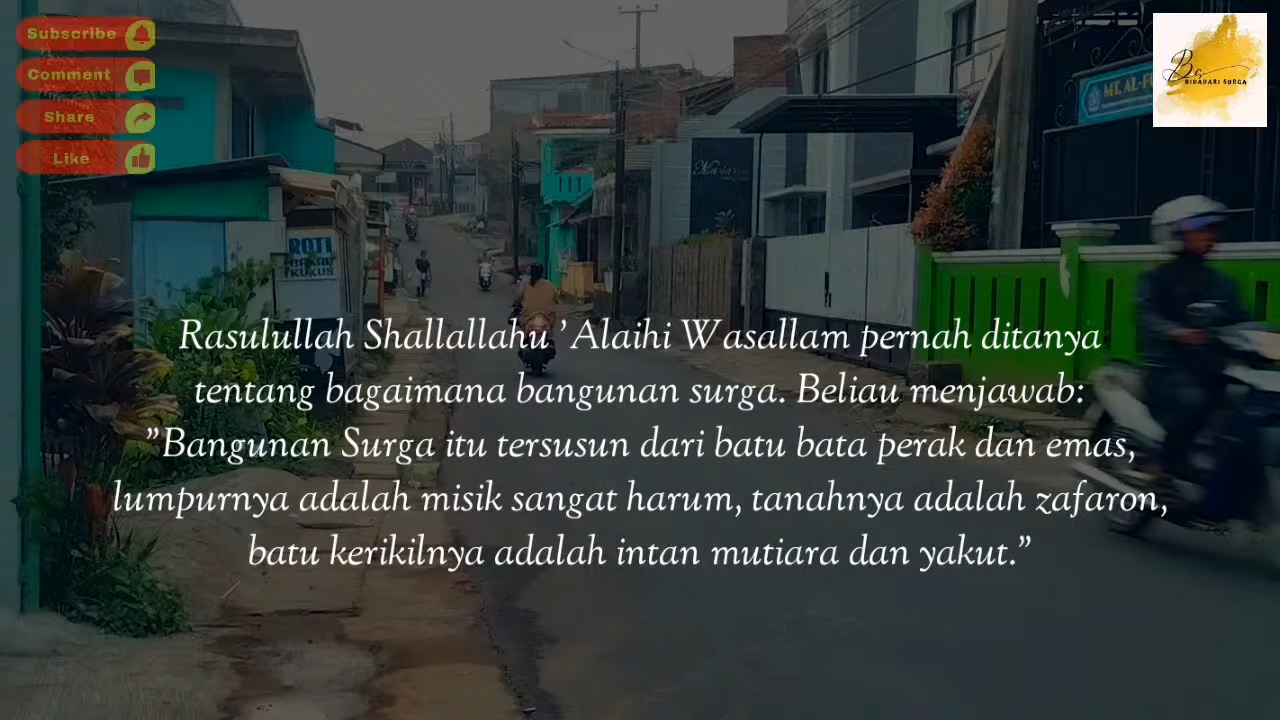 Subscribe
Comment
Share
Like
BIDADARI SURGA
MT. AL-F
ROTI
KUKUS
Rasulullah Shallallahu 'Alaihi Wasallam pernah ditanya
tentang bagaimana bangunan surga. Beliau menjawab:
"Bangunan Surga itu tersusun dari batu bata perak dan emas,
lumpurnya adalah misik sangat harum, tanahnya adalah zafaron,
batu kerikilnya adalah intan mutiara dan yakut."